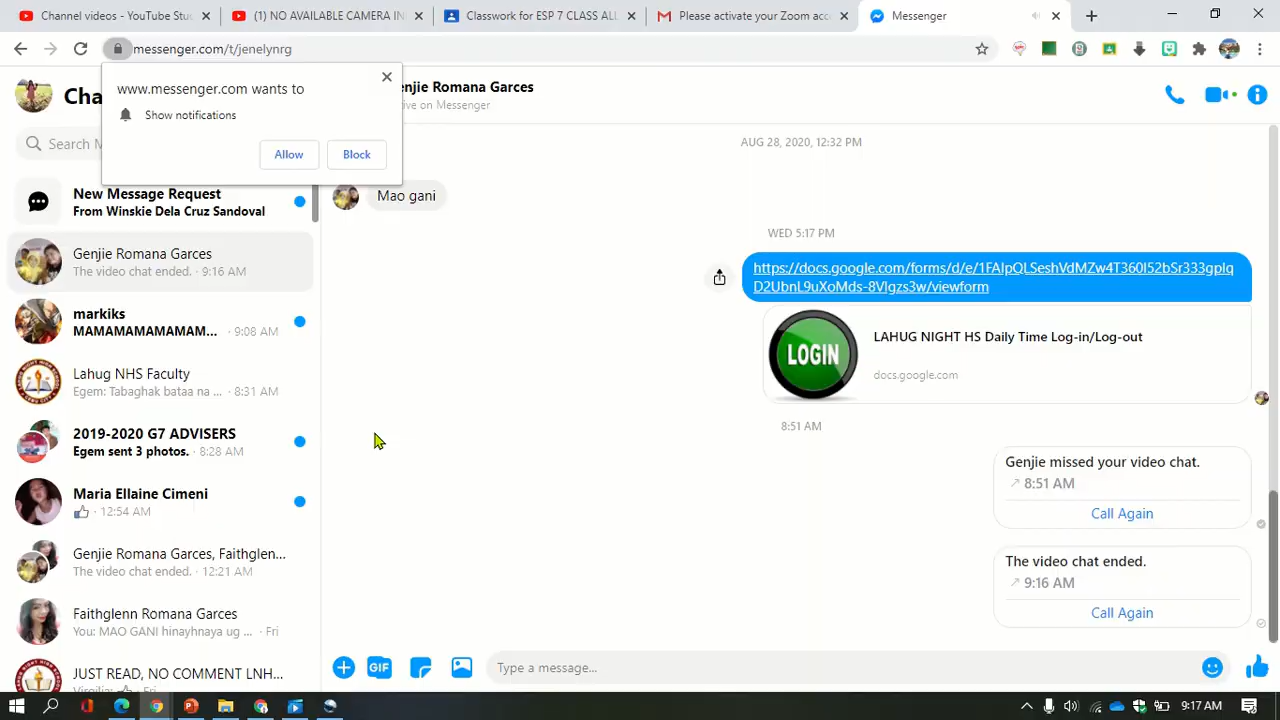 Channel videos - YouTube Stu
(1) NO AVAILABLE CAMERA IN
Classwork for ESP 7 CLASS ALL
Please activate your Zoom acc
Messenger
messenger.com/t/jenelynrg
www.messenger.com wants to
Show notifications
Allow
Block
Cha
Search M
New Message Request
From Winskie Dela Cruz Sandoval
Genjie Romana Garces
The video chat ended. · 9:16 AM
markiks
MAMAMAMAMAMAM... · 9:08 AM
Lahug NHS Faculty
Egem: Tabaghak bataa na ... · 8:31 AM
2019-2020 G7 ADVISERS
Egem sent 3 photos. · 8:28 AM
Maria Ellaine Cimeni
· 12:54 AM
Genjie Romana Garces, Faithglen...
The video chat ended. · 12:21 AM
Faithglenn Romana Garces
You: MAO GANI hinayhnaya ug ... · Fri
JUST READ, NO COMMENT LNH...
Virgilia: · Fri
enjie Romana Garces
ive on Messenger
AUG 28, 2020, 12:32 PM
Mao gani
WED 5:17 PM
https://docs.google.com/forms/d/e/1FAIpQLSeshVdMZw4T360I52bSr333gpIq
D2UbnL9uXoMds-8VIgzs3w/viewform
LOGIN
LAHUG NIGHT HS Daily Time Log-in/Log-out
docs.google.com
8:51 AM
Genjie missed your video chat.
8:51 AM
Call Again
The video chat ended.
9:16 AM
Call Again
GIF
Type a message...
9:17 AM